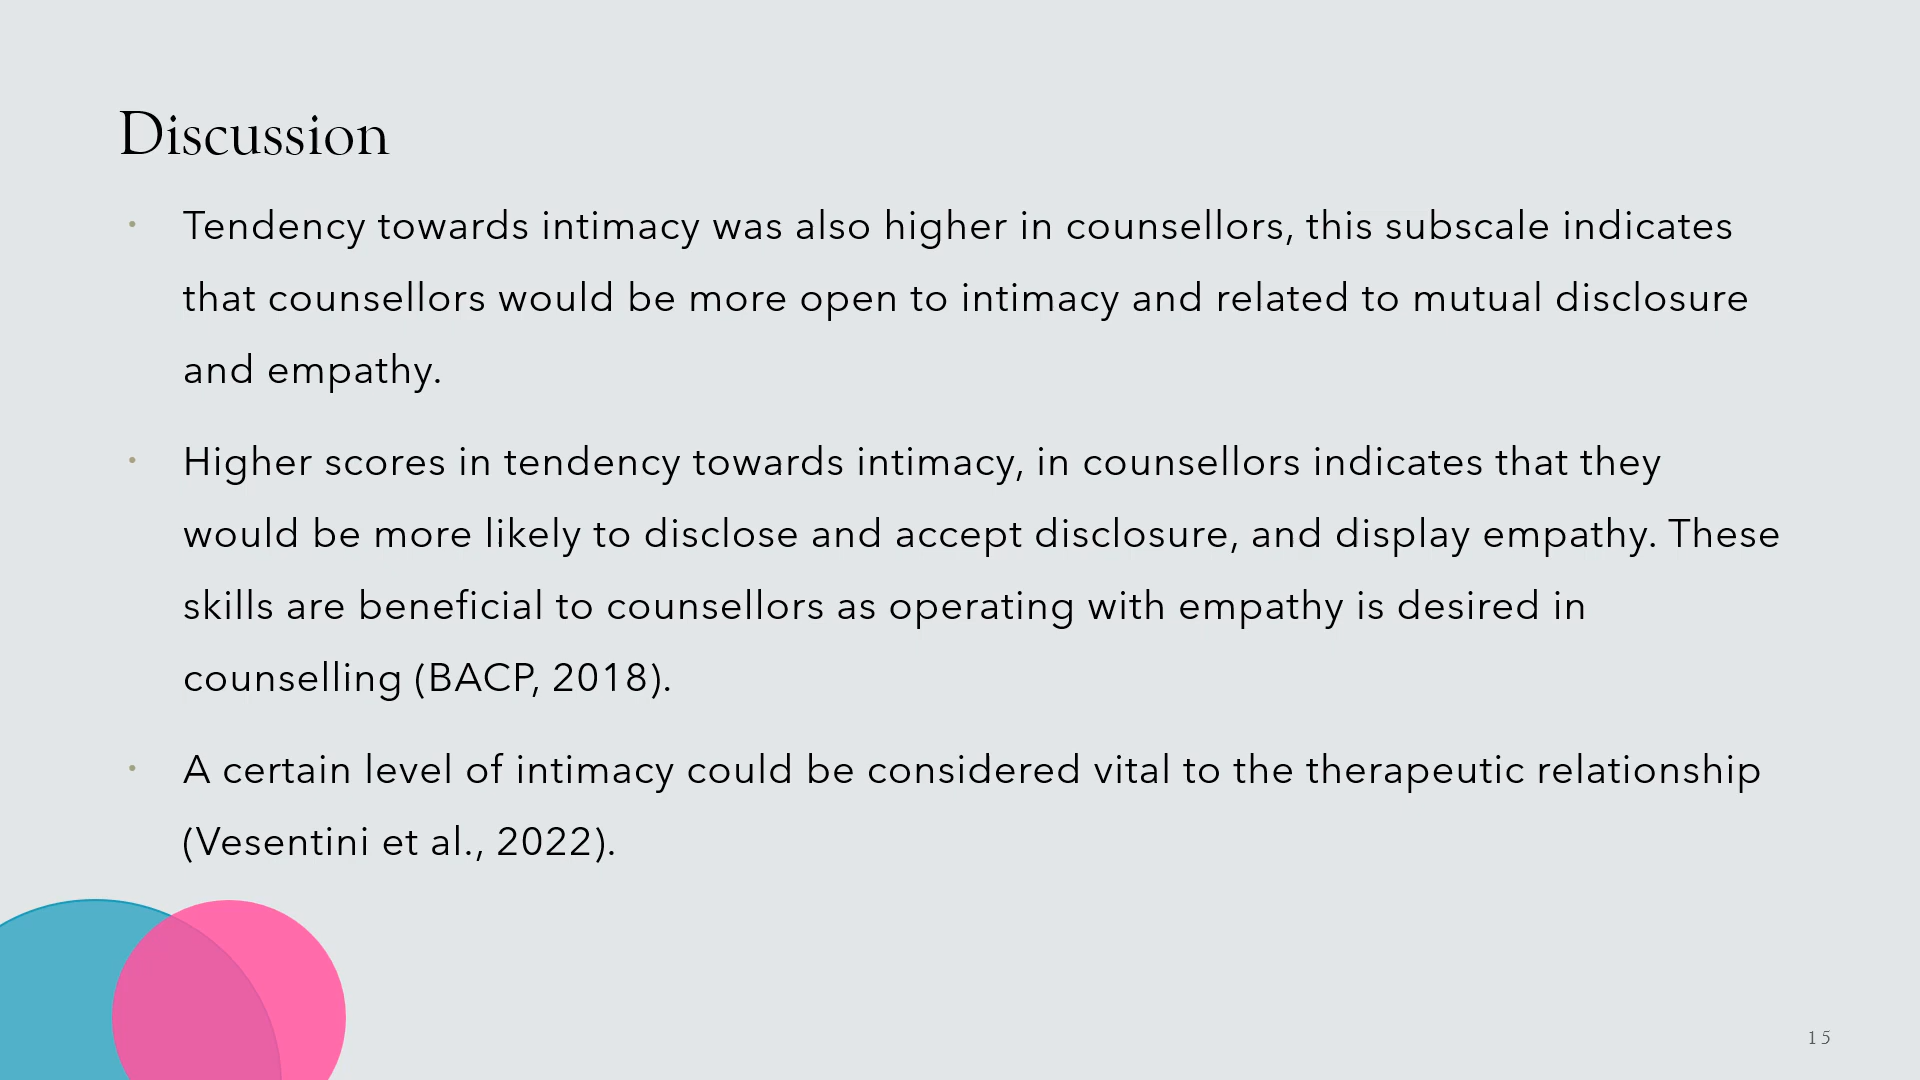 Discussion
• Tendency towards intimacy was also higher in counsellors, this subscale indicates
that counsellors would be more open to intimacy and related to mutual disclosure
and empathy.
• Higher scores in tendency towards intimacy, in counsellors indicates that they
would be more likely to disclose and accept disclosure, and display empathy. These
skills are beneficial to counsellors as operating with empathy is desired in
counselling (BACP, 2018).
• A certain level of intimacy could be considered vital to the therapeutic relationship
(Vesentini et al., 2022).
15